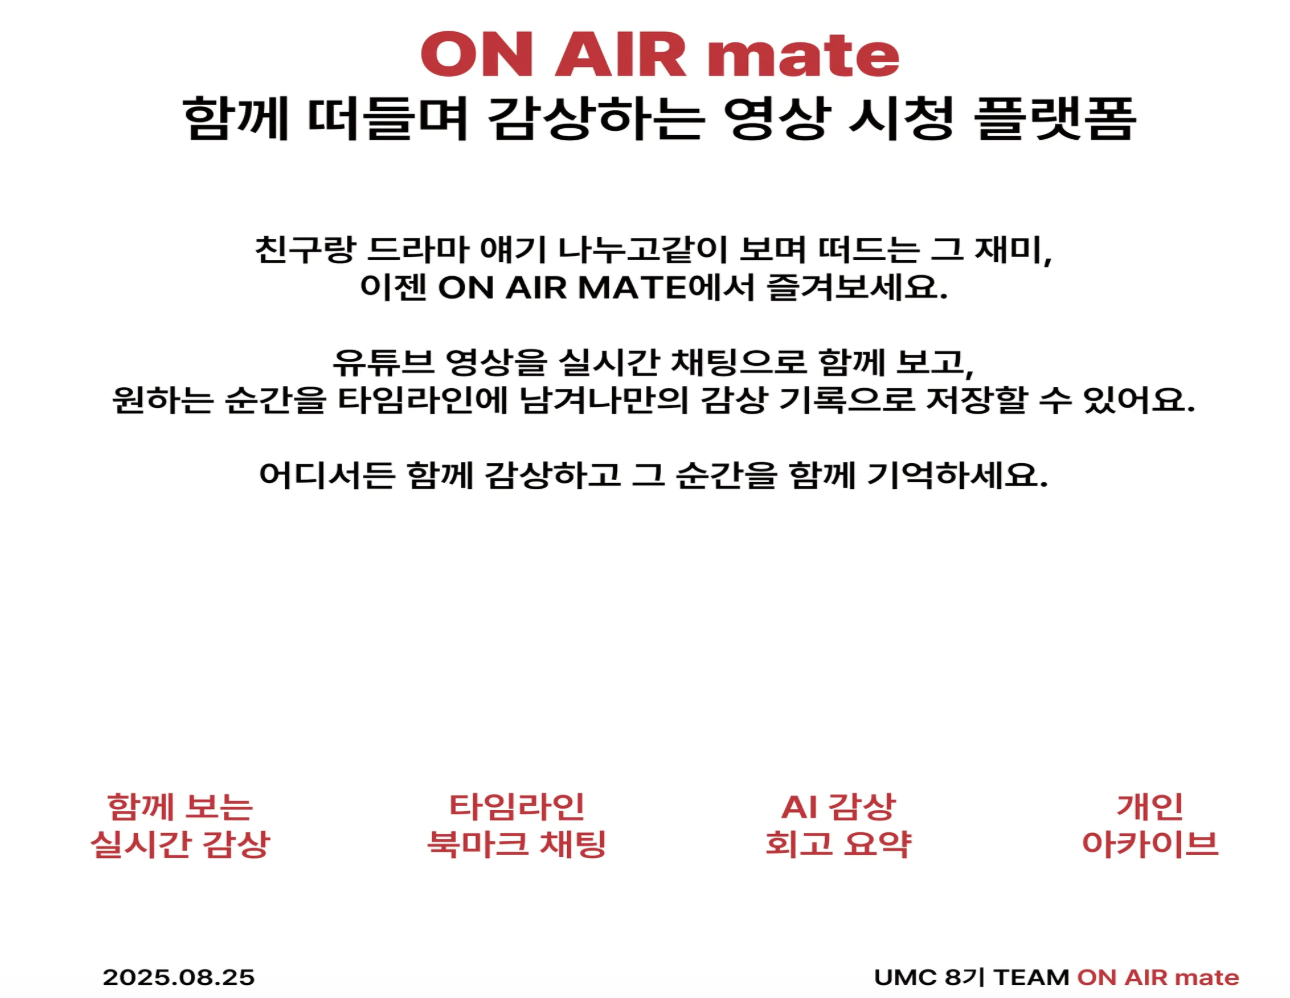 ON AIR mate
함께 떠들며 감상하는 영상 시청 플랫폼
친구랑 드라마 얘기 나누고같이 보며 떠드는 그 재미,
이젠 ON AIR MATE에서 즐겨보세요.
유튜브 영상을 실시간 채팅으로 함께 보고,
원하는 순간을 타임라인에 남겨나만의 감상 기록으로 저장할 수 있어요.
어디서든 함께 감상하고 그 순간을 함께 기억하세요.
함께 보는
실시간 감상
타임라인
북마크 채팅
AI 감상
회고 요약
개인
아카이브
2025.08.25
UMC 8기 TEAM ON AIR mate